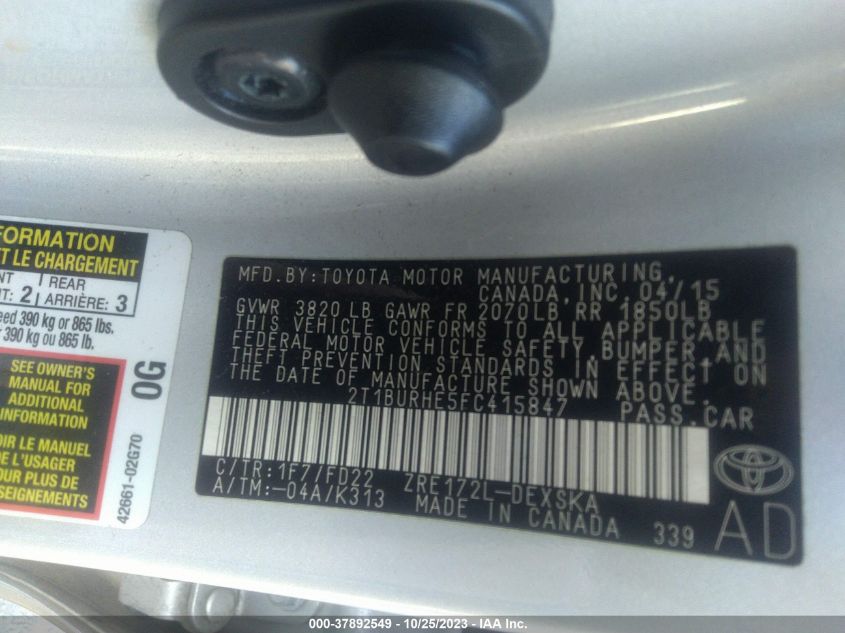 FORMATION
T LE CHARGEMENT
NT | REAR
NT: 2 | ARRIÈRE: 3
eed 390 kg or 865 lbs.
390 kg ou 865 lb.
SEE OWNER'S
MANUAL FOR
ADDITIONAL
INFORMATION
OIR LE MANUEL
DE L'USAGER
OUR PLUS DE
SEIGNEMENTS
0G
42661-02G70
MFD.BY:TOYOTA MOTOR MANUFACTURING,
CANADA,INC. 04/15
GVWR 3820 LB GAWR FR 2070LB RR 1850LB
THIS VEHICLE CONFORMS TO ALL APPLICABLE
FEDERAL MOTOR VEHICLE SAFETY,BUMPER,AND
THEFT PREVENTION STANDARDS IN EFFECT ON
THE DATE OF MANUFACTURE SHOWN ABOVE.
2T1BURHE5FC415847 PASS.CAR
C/TR:1F7/FD22 ZRE172L-DEXSKA
A/TM:-04A/K313 MADE IN CANADA 339
AD
000-37892549 - 10/25/2023 - IAA Inc.